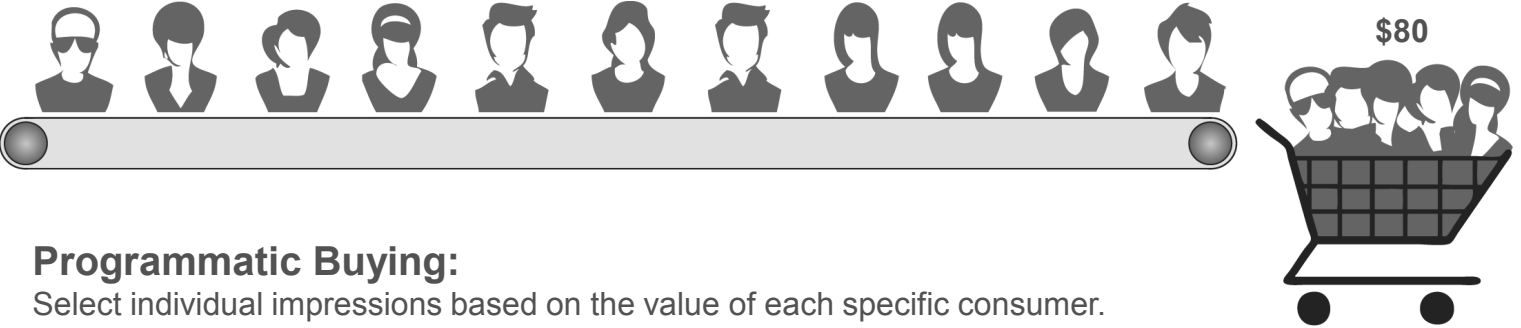 $80
Programmatic Buying:
Select individual impressions based on the value of each specific consumer.